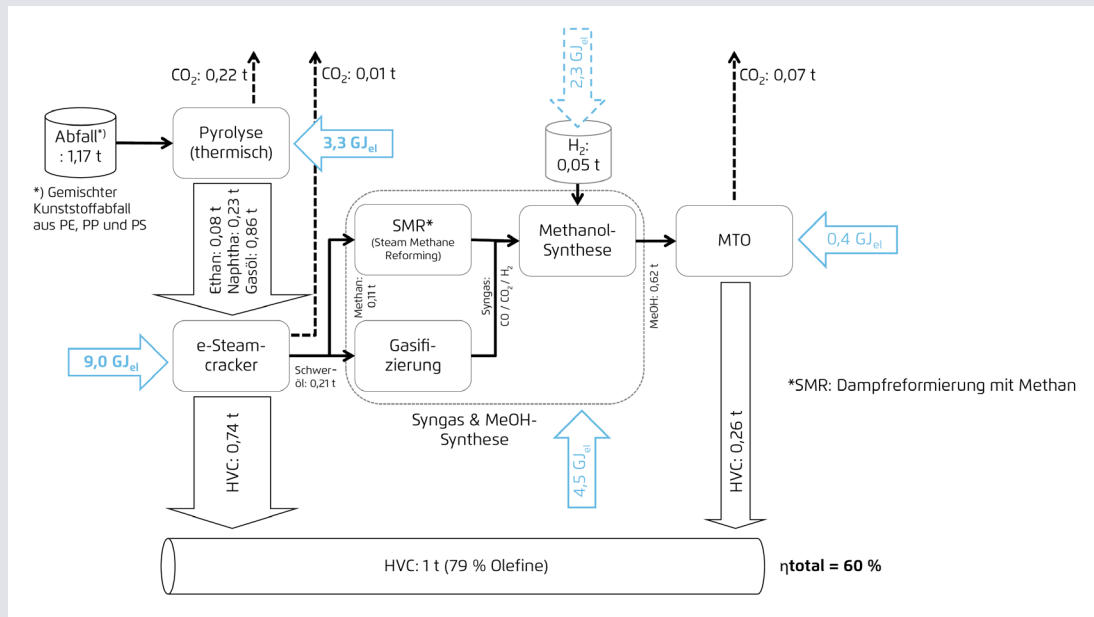 CO₂: 0,22 t
CO₂: 0,01 t
2,3 GJₑₗ
CO₂: 0,07 t
Abfall*)
: 1,17 t
Pyrolyse
(thermisch)
3,3 GJₑₗ
H₂:
0,05 t
*) Gemischter
Kunststoffabfall
aus PE, PP und PS
Ethan: 0,08 t
Naphtha: 0,23 t
Gasöl: 0,86 t
SMR*
(Steam Methane
Reforming)
Methanol-
Synthese
MTO
0,4 GJₑₗ
Methan:
0,11 t
Syngas:
CO / CO₂ / H₂
MeOH: 0,62 t
9,0 GJₑₗ
e-Steam-
cracker
Schwer-
öl: 0,21 t
Gasifi-
zierung
*SMR: Dampfreformierung mit Methan
Syngas & MeOH-
Synthese
4,5 GJₑₗ
HVC: 0,74 t
HVC: 0,26 t
HVC: 1 t (79 % Olefine)
ηtotal = 60 %